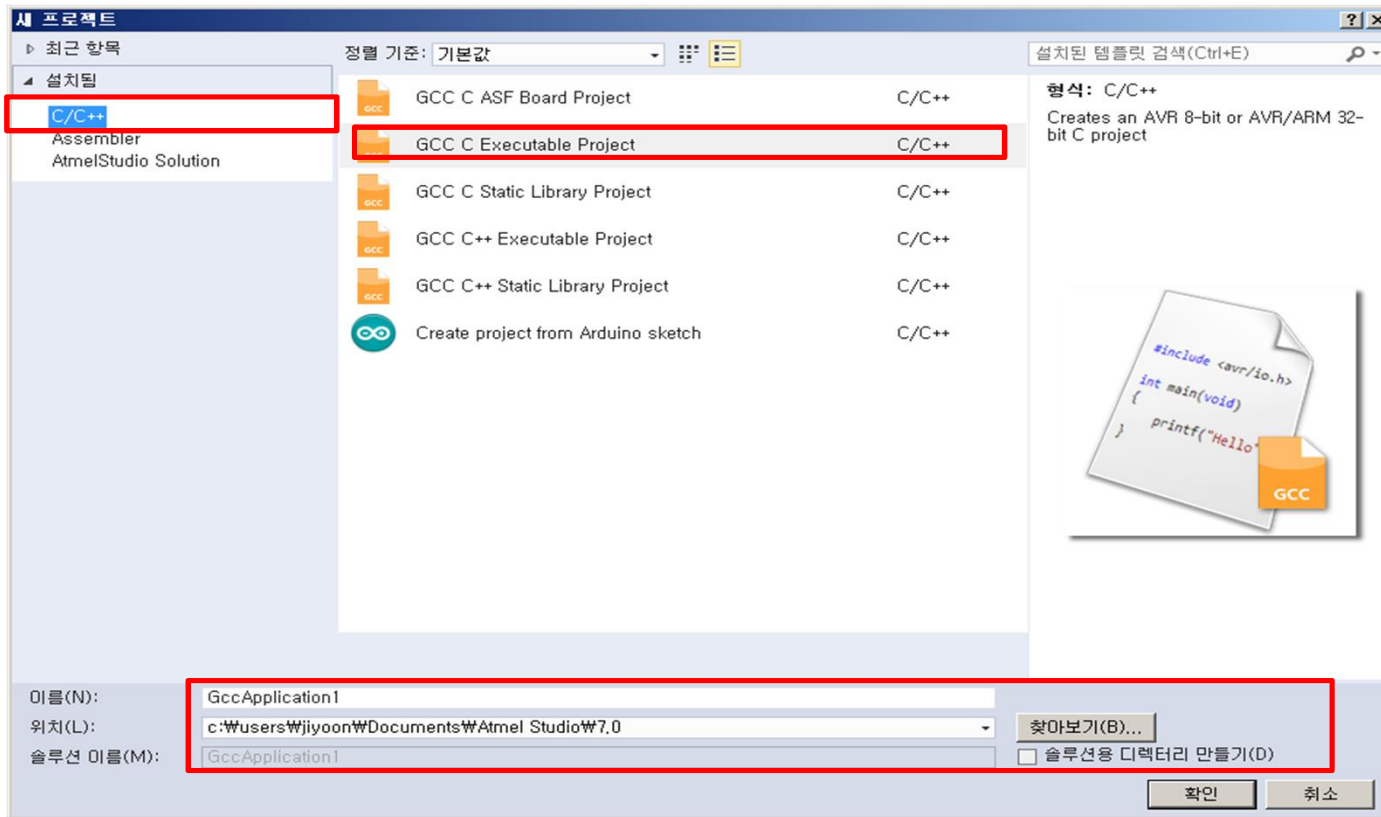 새 프로젝트
최근 항목
설치됨
C/C++
Assembler
AtmelStudio Solution
정렬 기준: 기본값
GCC C ASF Board Project C/C++
GCC C Executable Project C/C++
GCC C Static Library Project C/C++
GCC C++ Executable Project C/C++
GCC C++ Static Library Project C/C++
Create project from Arduino sketch C/C++
설치된 템플릿 검색(Ctrl+E)
형식: C/C++
Creates an AVR 8-bit or AVR/ARM 32-
bit C project
#include <avr/io.h>
int main(void)
{
printf("Hello"
}
GCC
이름(N): GccApplication1
위치(L): c:₩users₩jiyoon₩Documents₩Atmel Studio₩7.0 찾아보기(B)...
솔루션 이름(M): GccApplication1 솔루션용 디렉터리 만들기(D)
확인 취소